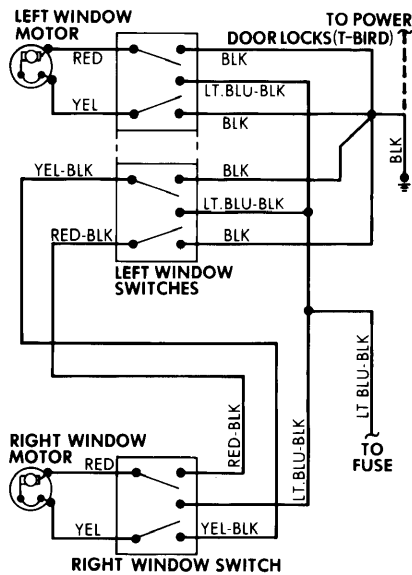 LEFT WINDOW
MOTOR
TO POWER
DOOR LOCKS(T-BIRD)
RED
BLK
LT.BLU-BLK
YEL
BLK
BLK
YEL-BLK
BLK
LT.BLU-BLK
RED-BLK
BLK
LEFT WINDOW
SWITCHES
LT BLU-BLK
RED-BLK
LT.BLU-BLK
TO
FUSE
RIGHT WINDOW
MOTOR
RED
YEL
YEL-BLK
RIGHT WINDOW SWITCH